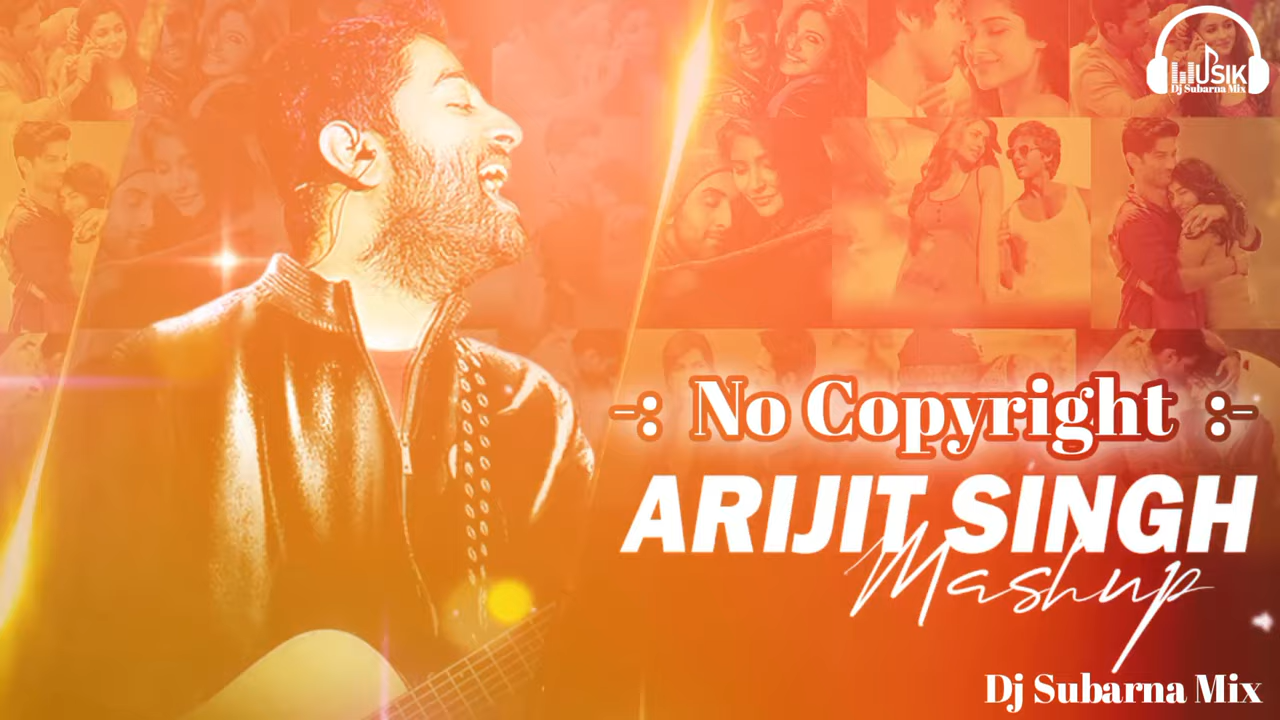 MUSIK
Dj Subarna Mix
-: No Copyright :-
ARIJIT SINGH
Mashup
Dj Subarna Mix